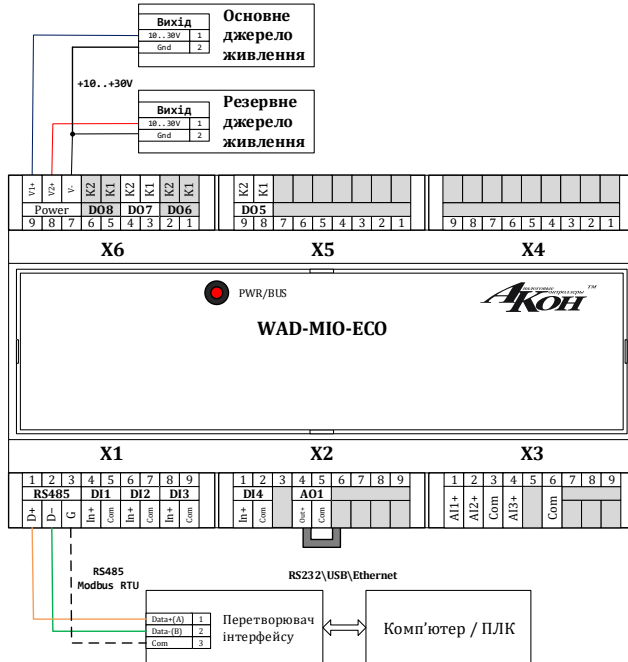 Вихід
10..30V 1
Gnd 2
Основне
джерело
живлення
+10..+30V
Вихід
10..30V 1
Gnd 2
Резервне
джерело
живлення
V1+ V2+ V- K2 K1 K2 K1 K2 K1
Power DO8 DO7 DO6
9 8 7 6 5 4 3 2 1
X6
K2 K1
DO5
9 8 7 6 5 4 3 2 1
X5
9 8 7 6 5 4 3 2 1
X4
PWR/BUS
АКОН
налоговые контроллеры
™
WAD-MIO-ECO
X1
1 2 3 4 5 6 7 8 9
RS485 DI1 DI2 DI3
D+ D− G In+ Com In+ Com In+ Com
X2
1 2 3 4 5 6 7 8 9
DI4 AO1
In+ Com Out+ Com
X3
1 2 3 4 5 6 7 8 9
AI1+ AI2+ Com AI3+ Com
RS485
Modbus RTU
RS232\USB\Ethernet
Data+(A) 1
Data-(B) 2
Com 3
Перетворювач
інтерфейсу
Комп'ютер / ПЛК